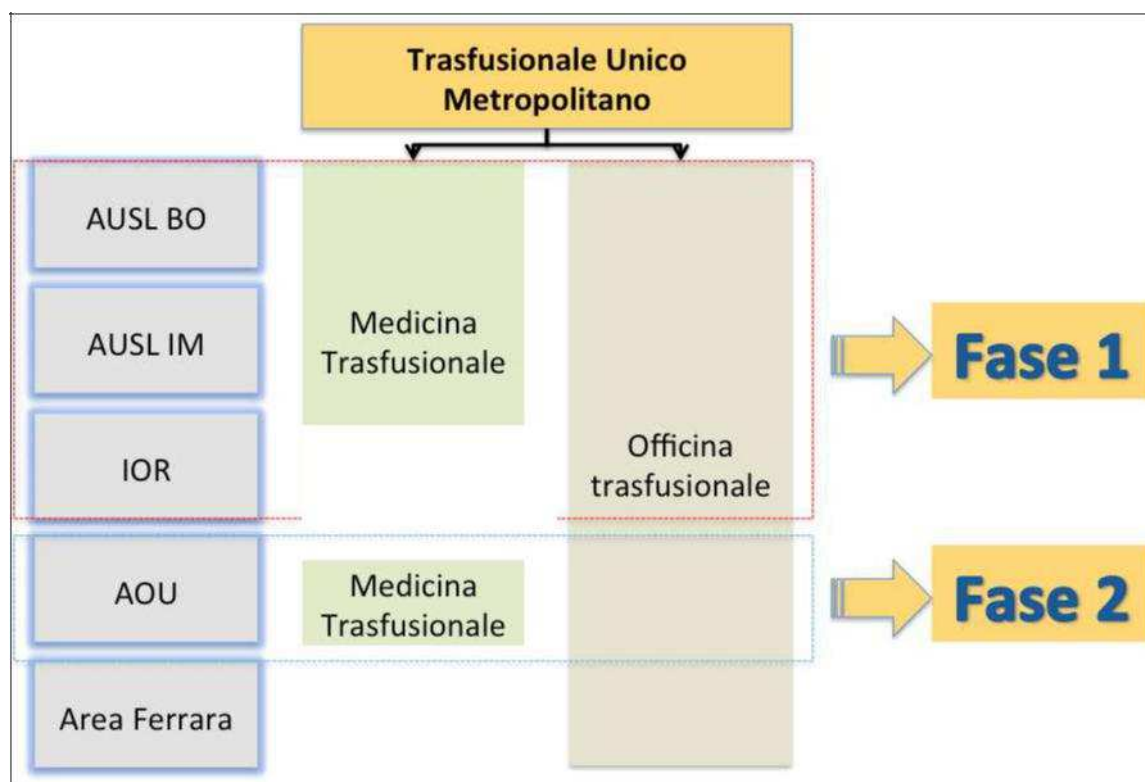 Trasfusionale Unico
Metropolitano
AUSL BO
AUSL IM
IOR
AOU
Area Ferrara
Medicina
Trasfusionale
Medicina
Trasfusionale
Officina
trasfusionale
Fase 1
Fase 2